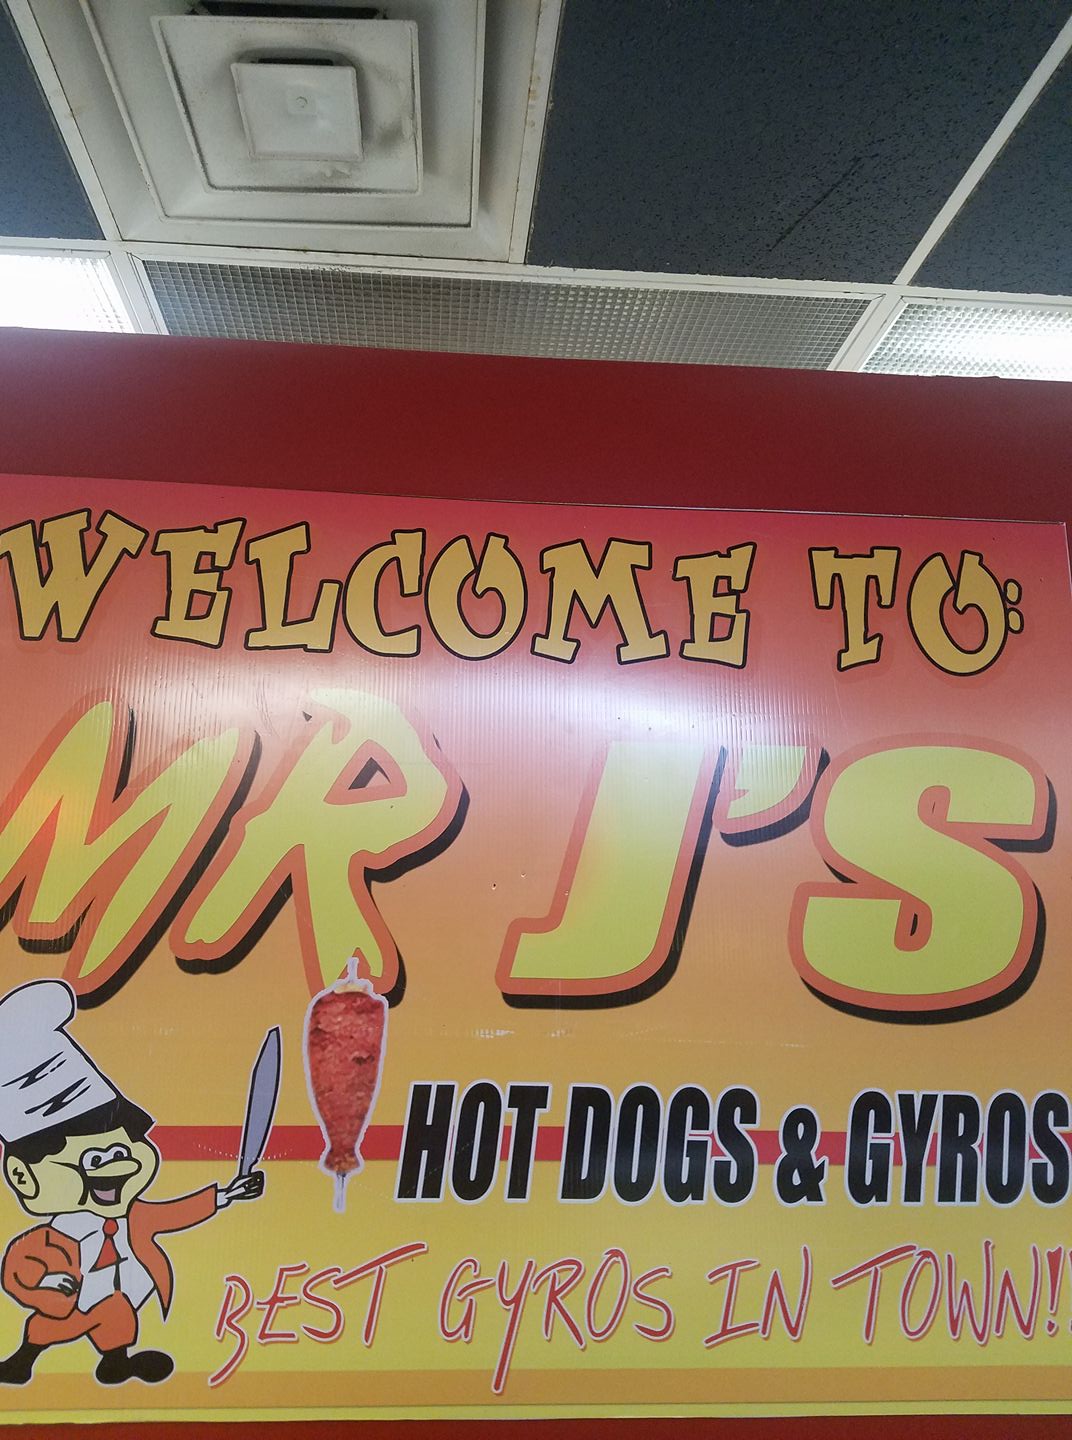 WELCOME TO:
MR J'S
HOT DOGS & GYROS
BEST GYROS IN TOWN!!